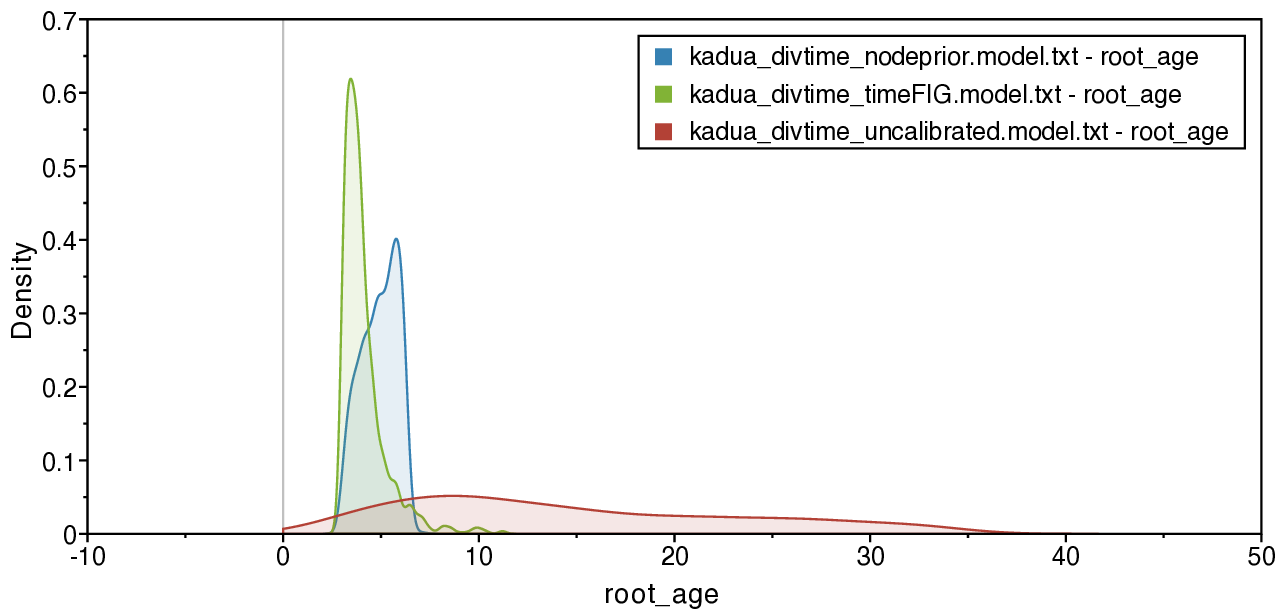 0.7
0.6
0.5
0.4
0.3
0.2
0.1
0
Density
kadua_divtime_nodeprior.model.txt - root_age
kadua_divtime_timeFIG.model.txt - root_age
kadua_divtime_uncalibrated.model.txt - root_age
-10 0 10 20 30 40 50
root_age